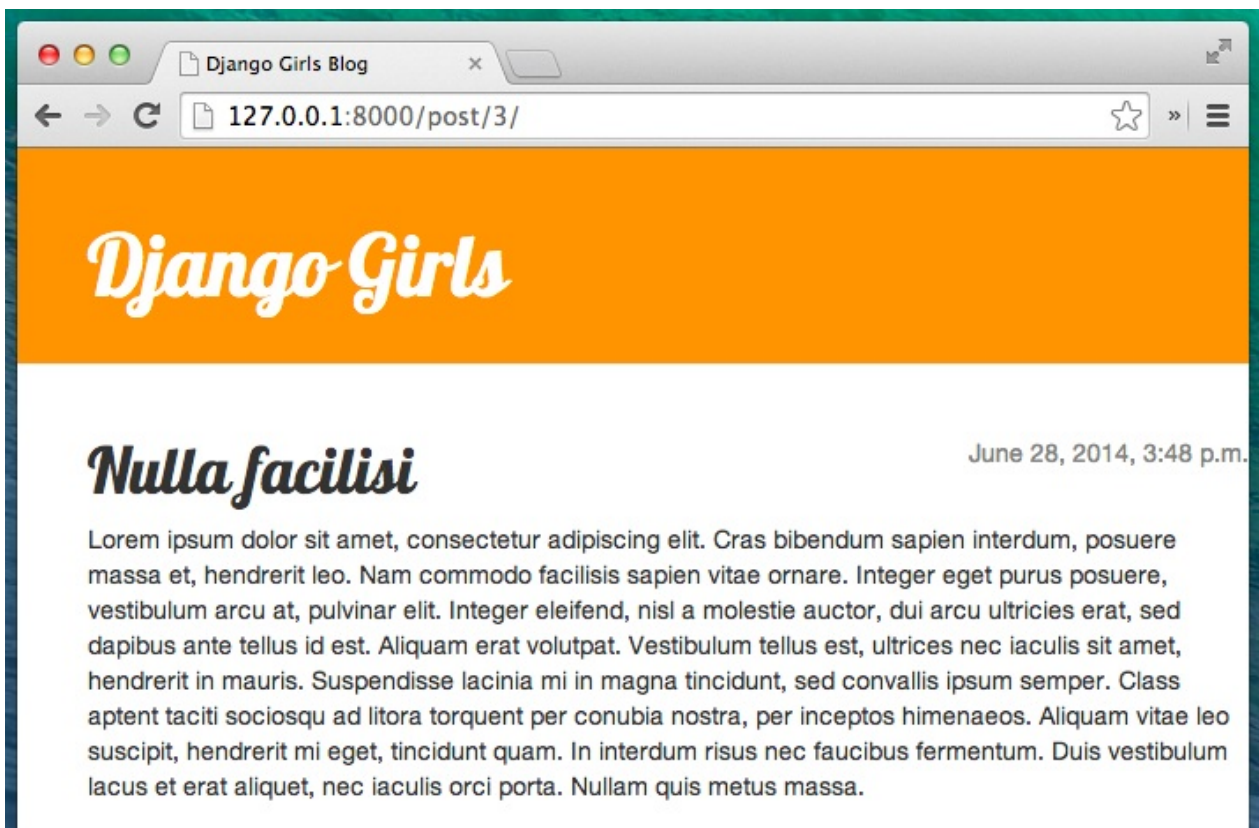 Django Girls Blog
127.0.0.1:8000/post/3/
Django Girls
Nulla facilisi
June 28, 2014, 3:48 p.m.
Lorem ipsum dolor sit amet, consectetur adipiscing elit. Cras bibendum sapien interdum, posuere
massa et, hendrerit leo. Nam commodo facilisis sapien vitae ornare. Integer eget purus posuere,
vestibulum arcu at, pulvinar elit. Integer eleifend, nisl a molestie auctor, dui arcu ultricies erat, sed
dapibus ante tellus id est. Aliquam erat volutpat. Vestibulum tellus est, ultrices nec iaculis sit amet,
hendrerit in mauris. Suspendisse lacinia mi in magna tincidunt, sed convallis ipsum semper. Class
aptent taciti sociosqu ad litora torquent per conubia nostra, per inceptos himenaeos. Aliquam vitae leo
suscipit, hendrerit mi eget, tincidunt quam. In interdum risus nec faucibus fermentum. Duis vestibulum
lacus et erat aliquet, nec iaculis orci porta. Nullam quis metus massa.